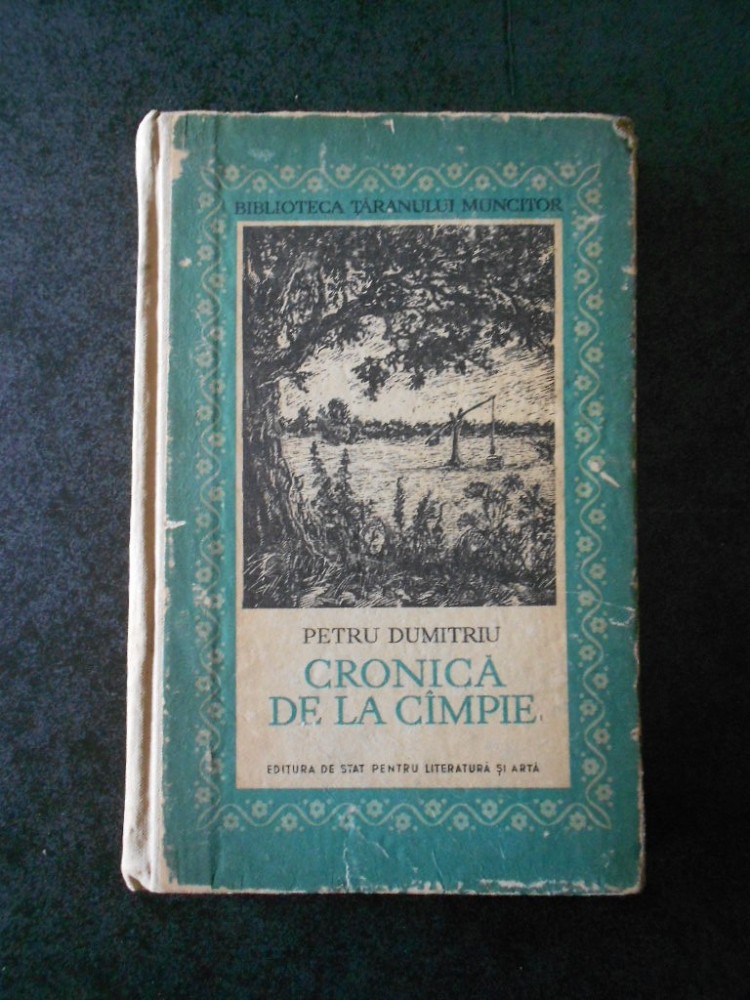 BIBLIOTECA ȚĂRANULUI MUNCITOR
PETRU DUMITRIU
CRONICĂ
DE LA CÎMPIE
EDITURA DE STAT PENTRU LITERATURĂ ȘI ARTĂ